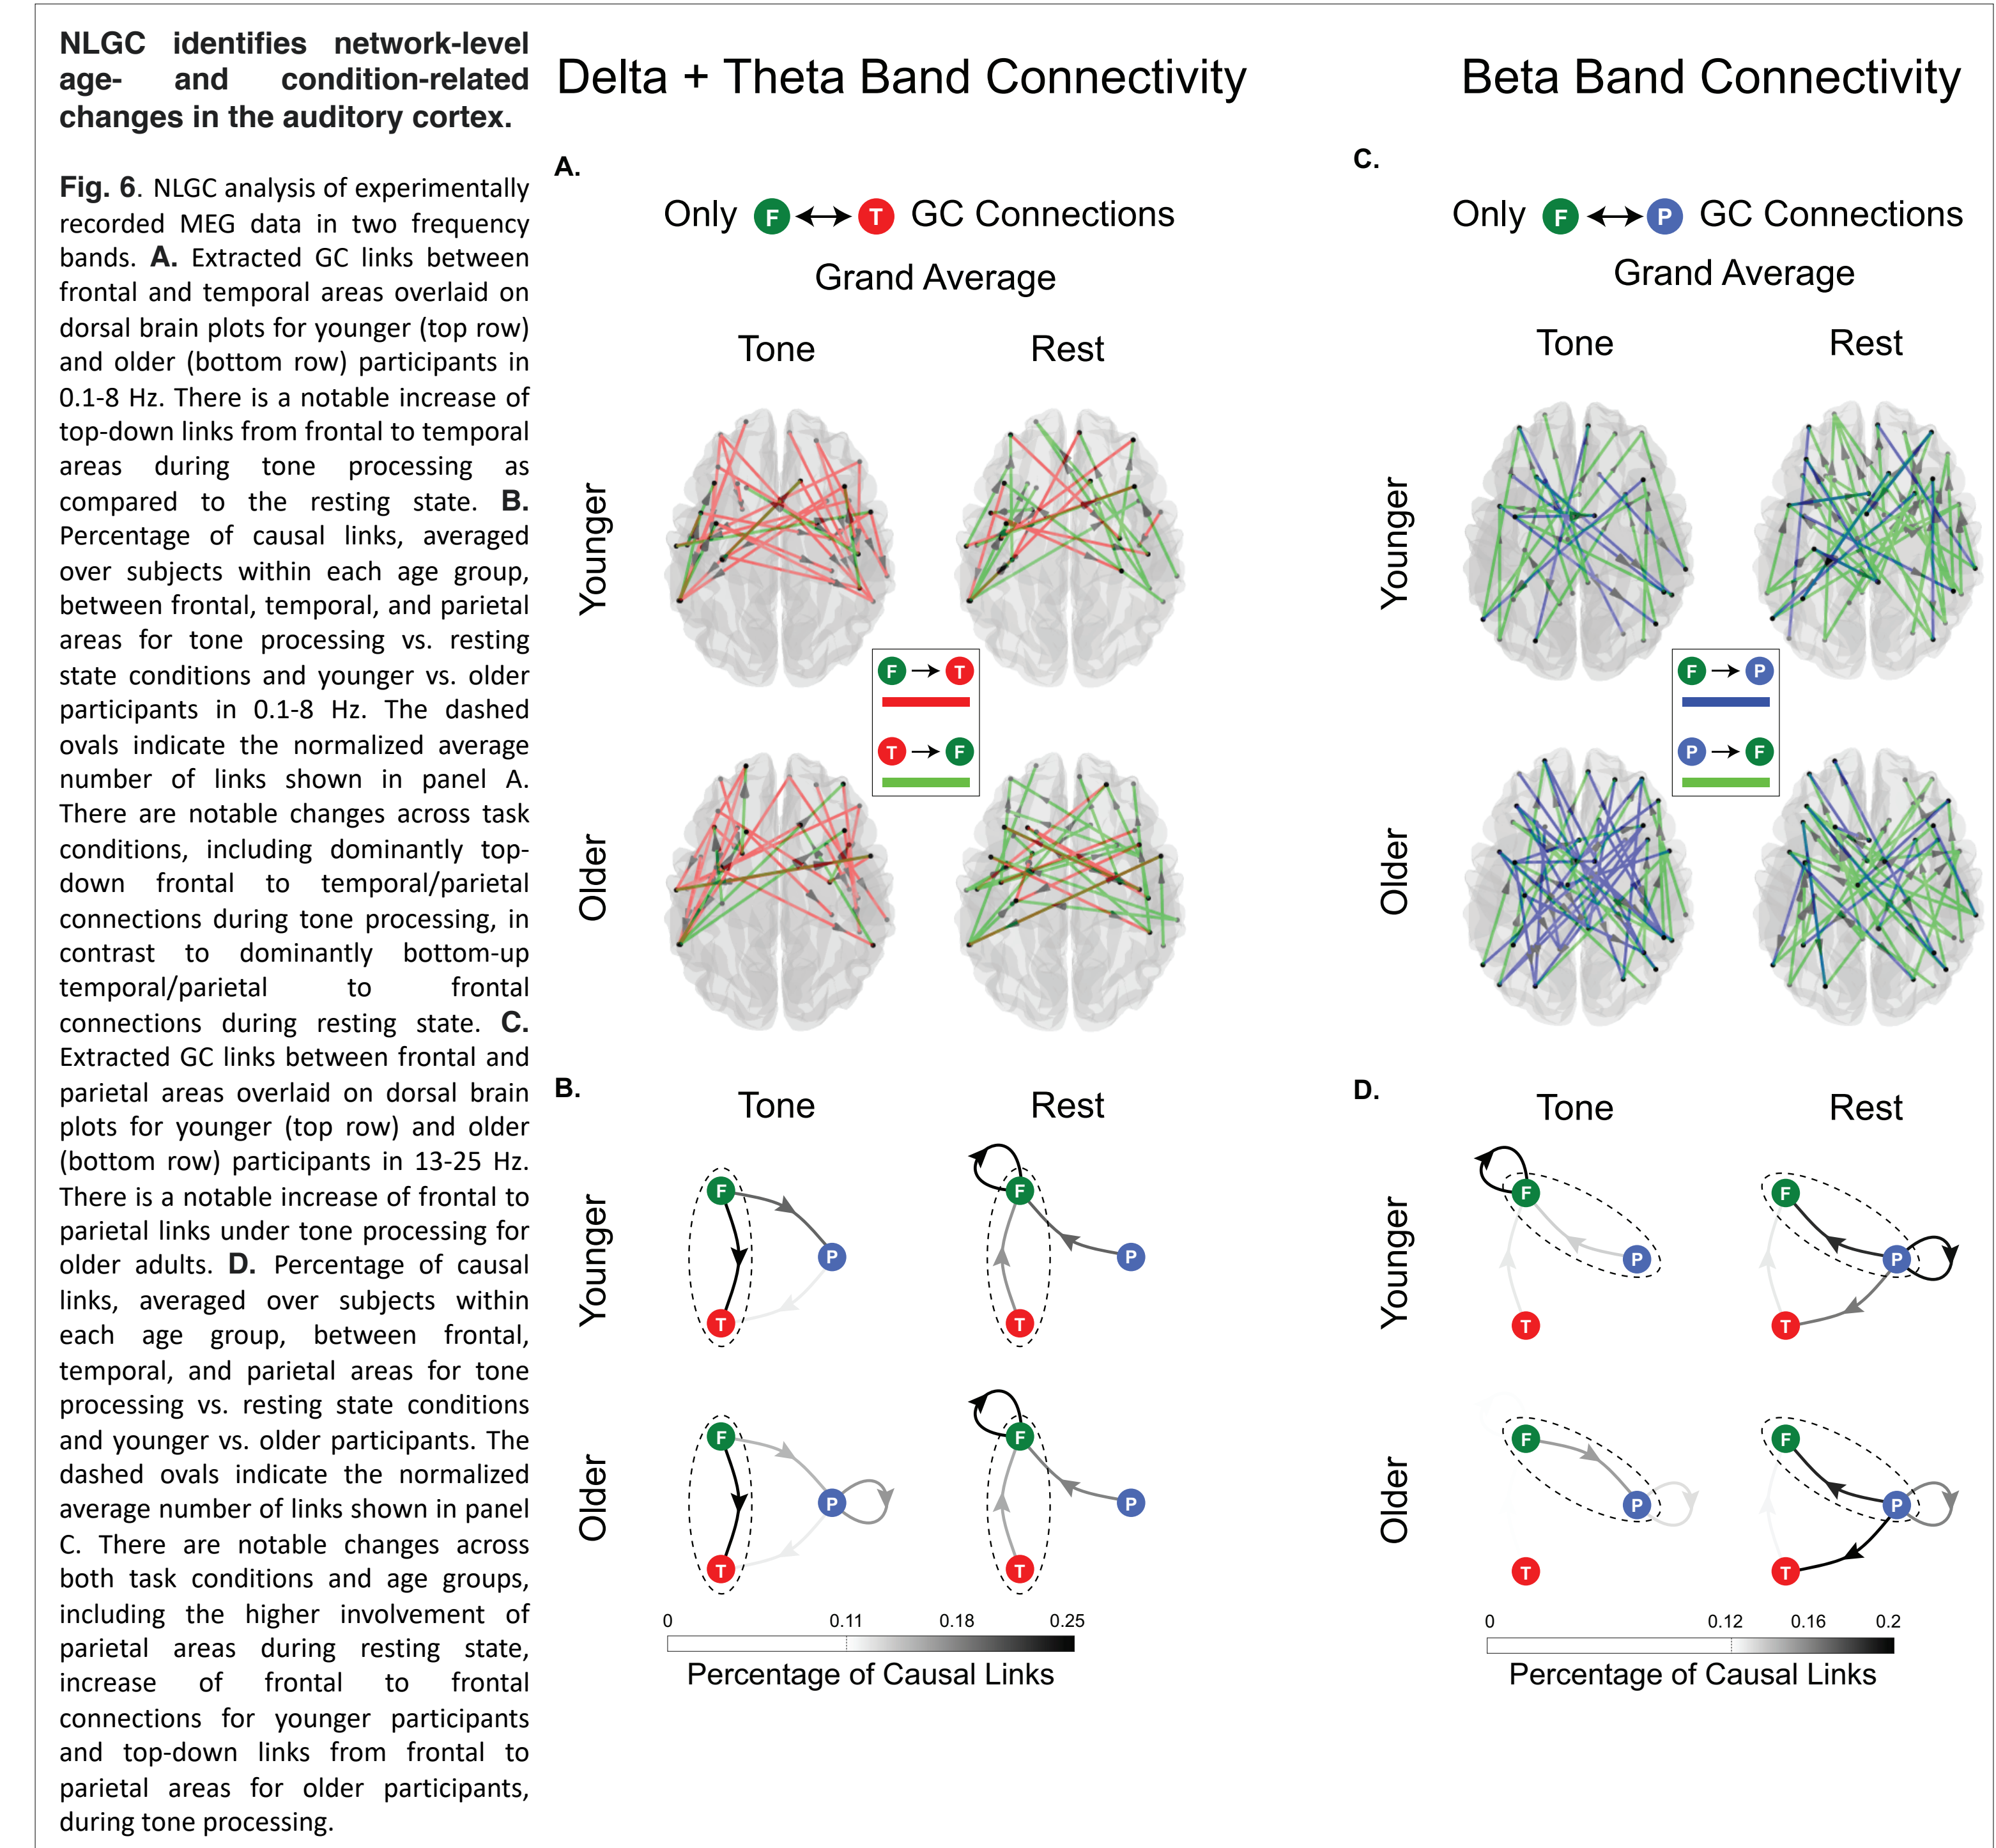 NLGC identifies network-level
age- and condition-related
changes in the auditory cortex.
Fig. 6. NLGC analysis of experimentally
recorded MEG data in two frequency
bands. A. Extracted GC links between
frontal and temporal areas overlaid on
dorsal brain plots for younger (top row)
and older (bottom row) participants in
0.1-8 Hz. There is a notable increase of
top-down links from frontal to temporal
areas during tone processing as
compared to the resting state. B.
Percentage of causal links, averaged
over subjects within each age group,
between frontal, temporal, and parietal
areas for tone processing vs. resting
state conditions and younger vs. older
participants in 0.1-8 Hz. The dashed
ovals indicate the normalized average
number of links shown in panel A.
There are notable changes across task
conditions, including dominantly top-
down frontal to temporal/parietal
connections during tone processing, in
contrast to dominantly bottom-up
temporal/parietal to frontal
connections during resting state. C.
Extracted GC links between frontal and
parietal areas overlaid on dorsal brain
plots for younger (top row) and older
(bottom row) participants in 13-25 Hz.
There is a notable increase of frontal to
parietal links under tone processing for
older adults. D. Percentage of causal
links, averaged over subjects within
each age group, between frontal,
temporal, and parietal areas for tone
processing vs. resting state conditions
and younger vs. older participants. The
dashed ovals indicate the normalized
average number of links shown in panel
C. There are notable changes across
both task conditions and age groups,
including the higher involvement of
parietal areas during resting state,
increase of frontal to frontal
connections for younger participants
and top-down links from frontal to
parietal areas for older participants,
during tone processing.
Delta + Theta Band Connectivity
A.
Only F T GC Connections
Grand Average
Tone Rest
Younger
F T
T F
Older
B.
Tone Rest
Younger
F F
P P
T T
Older
F F
P P
T T
0 0.11 0.18 0.25
Percentage of Causal Links
Beta Band Connectivity
C.
Only F P GC Connections
Grand Average
Tone Rest
Younger
F P
P F
Older
D.
Tone Rest
Younger
F F
P P
T T
Older
F F
P P
T T
0 0.12 0.16 0.2
Percentage of Causal Links